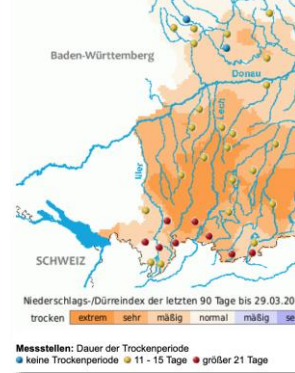 Baden-Württemberg
Donau
Lech
Iller
SCHWEIZ
Niederschlags-/Dürreindex der letzten 90 Tage bis 29.03.20
trocken extrem sehr mäßig normal mäßig se
Messstellen: Dauer der Trockenperiode
keine Trockenperiode 11 - 15 Tage größer 21 Tage